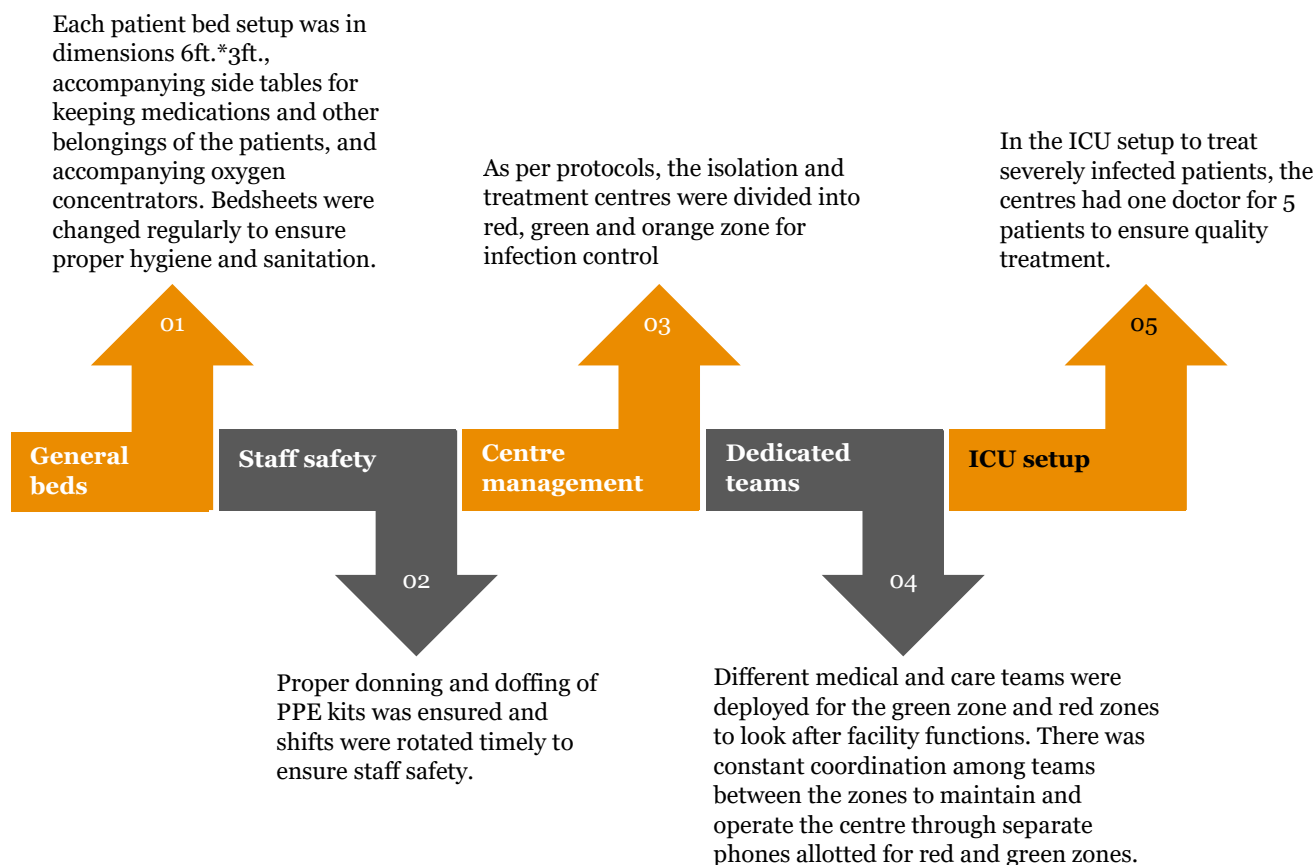 Each patient bed setup was in
dimensions 6ft.*3ft.,
accompanying side tables for
keeping medications and other
belongings of the patients, and
accompanying oxygen
concentrators. Bedsheets were
changed regularly to ensure
proper hygiene and sanitation.
01
General
beds
Staff safety
02
Proper donning and doffing of
PPE kits was ensured and
shifts were rotated timely to
ensure staff safety.
As per protocols, the isolation and
treatment centres were divided into
red, green and orange zone for
infection control
03
Centre
management
Dedicated
teams
04
Different medical and care teams were
deployed for the green zone and red zones
to look after facility functions. There was
constant coordination among teams
between the zones to maintain and
operate the centre through separate
phones allotted for red and green zones.
In the ICU setup to treat
severely infected patients, the
centres had one doctor for 5
patients to ensure quality
treatment.
05
ICU setup